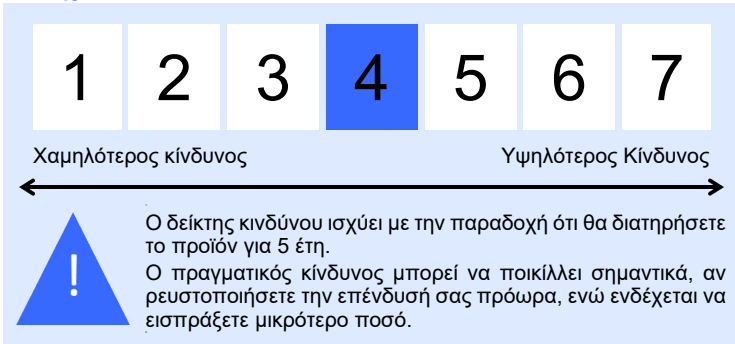 1 2 3 4 5 6 7
Χαμηλότερος κίνδυνος Υψηλότερος Κίνδυνος
Ο δείκτης κινδύνου ισχύει με την παραδοχή ότι θα διατηρήσετε
το προϊόν για 5 έτη.
!
Ο πραγματικός κίνδυνος μπορεί να ποικίλλει σημαντικά, αν
ρευστοποιήσετε την επένδυσή σας πρόωρα, ενώ ενδέχεται να
εισπράξετε μικρότερο ποσό.